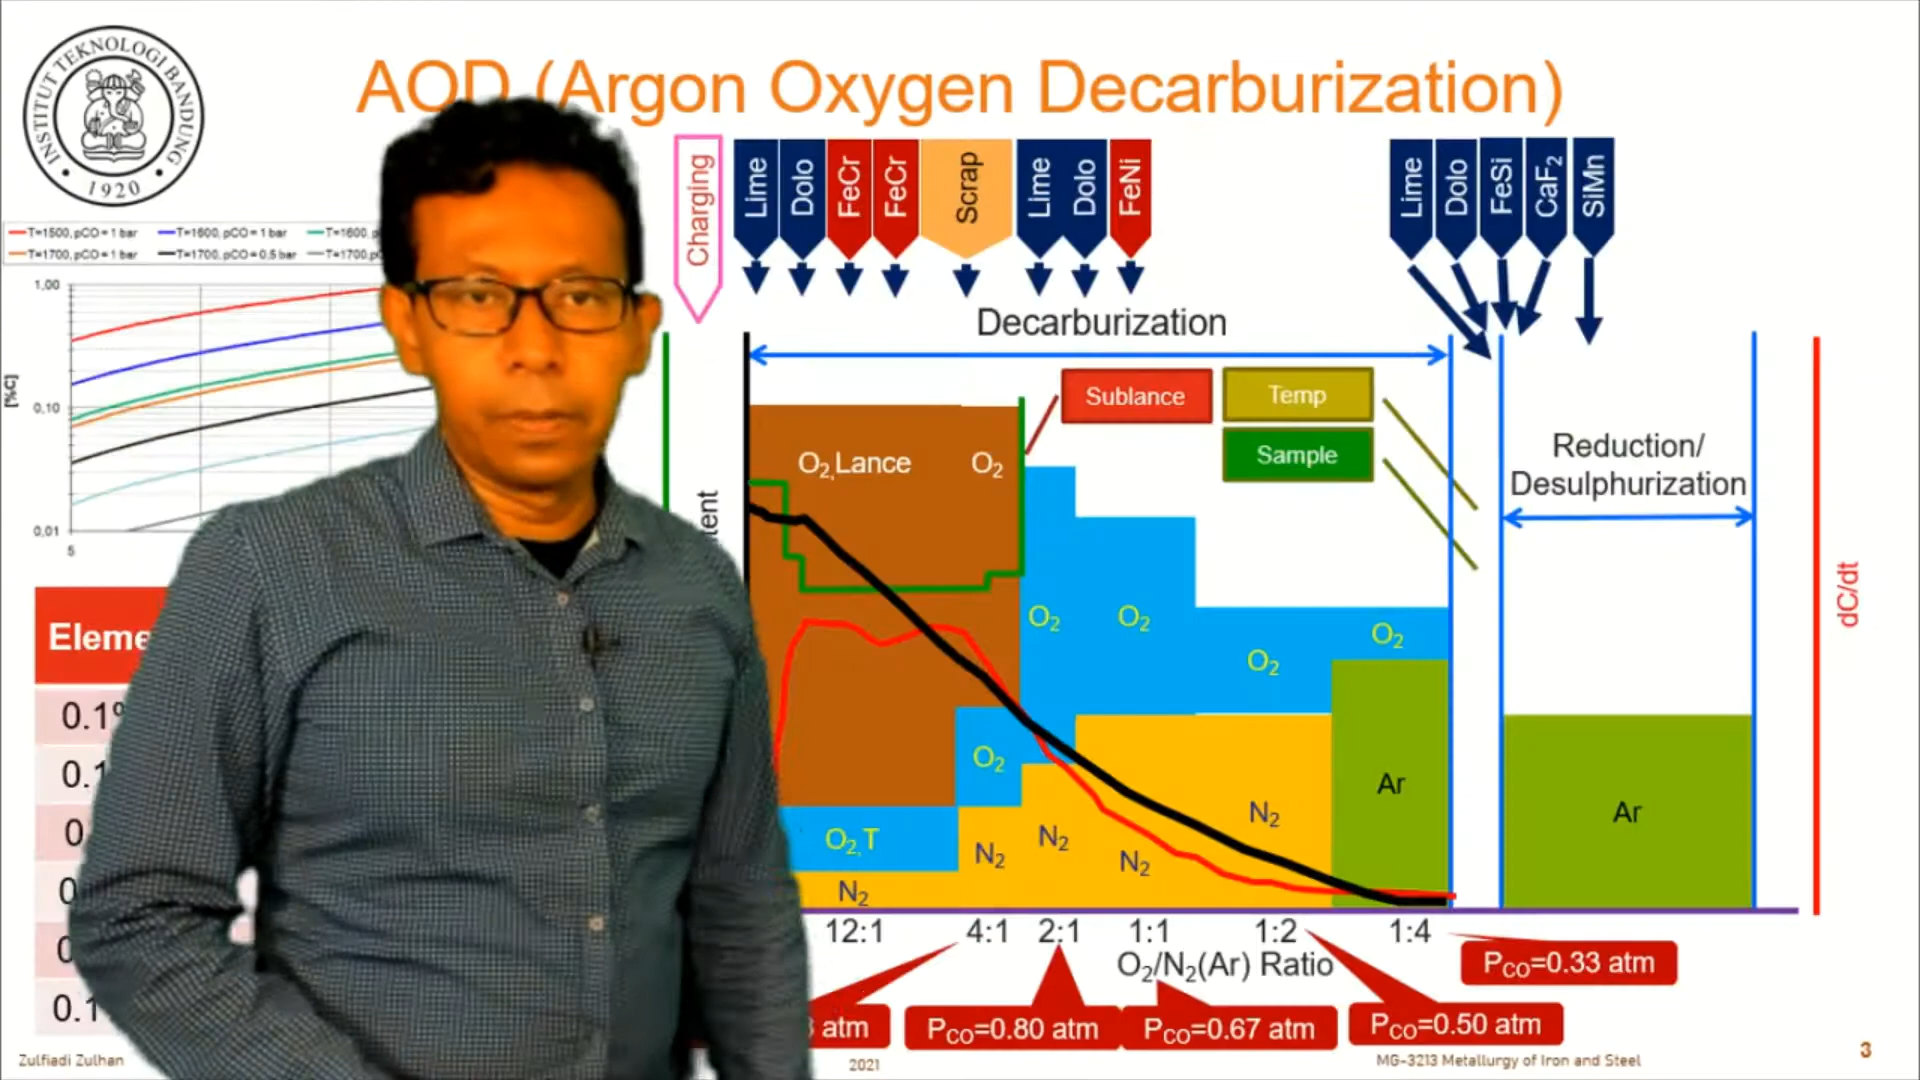 INSTITUT TEKNOLOGI BANDUNG
1920
AOD (Argon Oxygen Decarburization)
Charging
Lime
Dolo
FeCr
FeCr
Scrap
Lime
Dolo
FeNi
Lime
Dolo
FeSi
CaF₂
SiMn
T=1500, pCO = 1 bar
T=1600, pCO = 1 bar
T=1600, p
T=1700, pCO = 1 bar
T=1700, pCO = 0,5 bar
T=1700, p
1,00
0,10
0,01
[%C]
5
Decarburization
Sublance
Temp
Sample
Reduction/
Desulphurization
O₂,Lance
O₂
O₂
O₂
O₂
O₂
O₂
O₂,T
N₂
N₂
N₂
N₂
N₂
Ar
Ar
dC/dt
tent
Eleme
0.1
0.1
0
0
0
0.1
12:1
4:1
2:1
1:1
1:2
1:4
O₂/N₂(Ar) Ratio
Pco=0.33 atm
3 atm
Pco=0.80 atm
Pco=0.67 atm
Pco=0.50 atm
Zulfiadi Zulhan
2021
MG-3213 Metallurgy of Iron and Steel
3